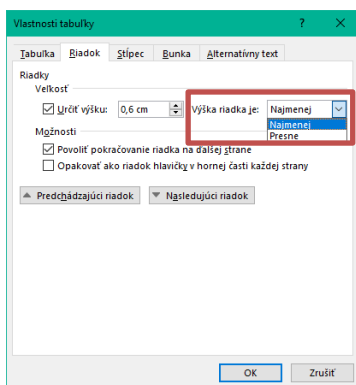 Vlastnosti tabuľky ? ×
Tabuľka Riadok Stĺpec Bunka Alternatívny text
Riadky
Veľkosť
Určiť výšku: 0,6 cm Výška riadka je: Najmenej
Najmenej
Presne
Možnosti
Povoliť pokračovanie riadka na ďalšej strane
Opakovať ako riadok hlavičky v hornej časti každej strany
Predchádzajúci riadok Nasledujúci riadok
OK Zrušiť